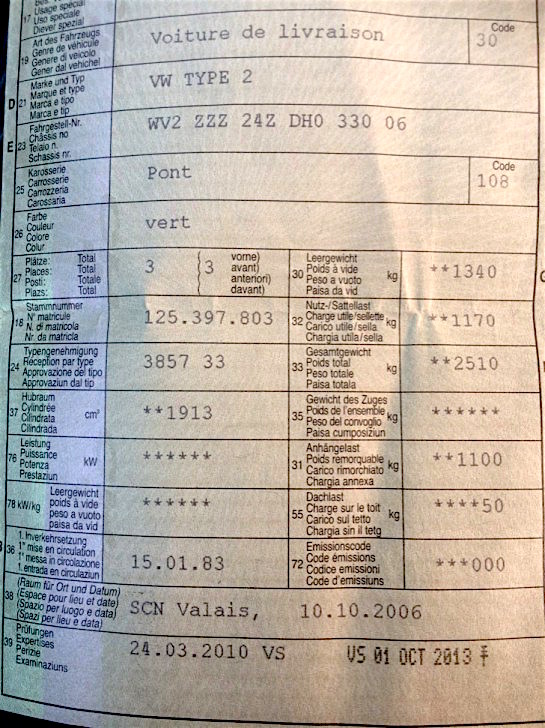 17 Usage spécial
Uso speciale
Diever spezial
19 Art des Fahrzeugs
Genre de véhicule
Genere di veicolo
Gener dal vehichel
Voiture de livraison
Code
30
D 21 Marke und Typ
Marque et type
Marca e tipo
Marca e tip
VW TYPE 2
E 23 Fahrgestell-Nr.
Châssis no
Telaio n.
Schassis nr.
WV2 ZZZ 24Z DH0 330 06
25 Karosserie
Carrosserie
Carrozzeria
Carossaria
Pont
Code
108
26 Farbe
Couleur
Colore
Colur
vert
27 Plätze: Total
Places: Total
Posti: Totale
Plazs: Total
3 (3 vorne)
avant)
anteriori)
davant)
30 Leergewicht
Poids à vide
Peso a vuoto
Paisa da vid
kg
**1340
18 Stammnummer
N° matricule
N. di matricola
Nr. da matricla
125.397.803
32 Nutz-/Sattellast
Charge utile/sellette
Carico utile/sella
Chargia utila/sella
kg
**1170
24 Typengenehmigung
Réception par type
Approvazione del tipo
Approvaziun dal tip
3857 33
33 Gesamtgewicht
Poids total
Peso totale
Paisa totala
kg
**2510
37 Hubraum
Cylindrée
Cilindrata
Cilindrada
cm³
**1913
35 Gewicht des Zuges
Poids de l'ensemble
Peso del convoglio
Paisa cumposiziun
kg
******
76 Leistung
Puissance
Potenza
Prestaziun
kW
******
31 Anhängelast
Poids remorquable
Carico rimorchiato
Chargia annexa
kg
**1100
78 kW/kg Leergewicht
poids à vide
peso a vuoto
paisa da vid
******
55 Dachlast
Charge sur le toit
Carico sul tetto
Chargia sin il tetg
kg
****50
36 1. Inverkehrsetzung
1re mise en circulation
1a messa in circolazione
1. entrada en circulaziun
15.01.83
72 Emissionscode
Code émissions
Codice emissioni
Code d'emissiuns
***000
38 (Raum für Ort und Datum)
(Espace pour lieu et date)
(Spazio per luogo e data)
(Spazi per lieu e data)
SCN Valais, 10.10.2006
39 Prüfungen
Expertises
Perizie
Examinaziuns
24.03.2010 VS
VS 01 OCT 2013